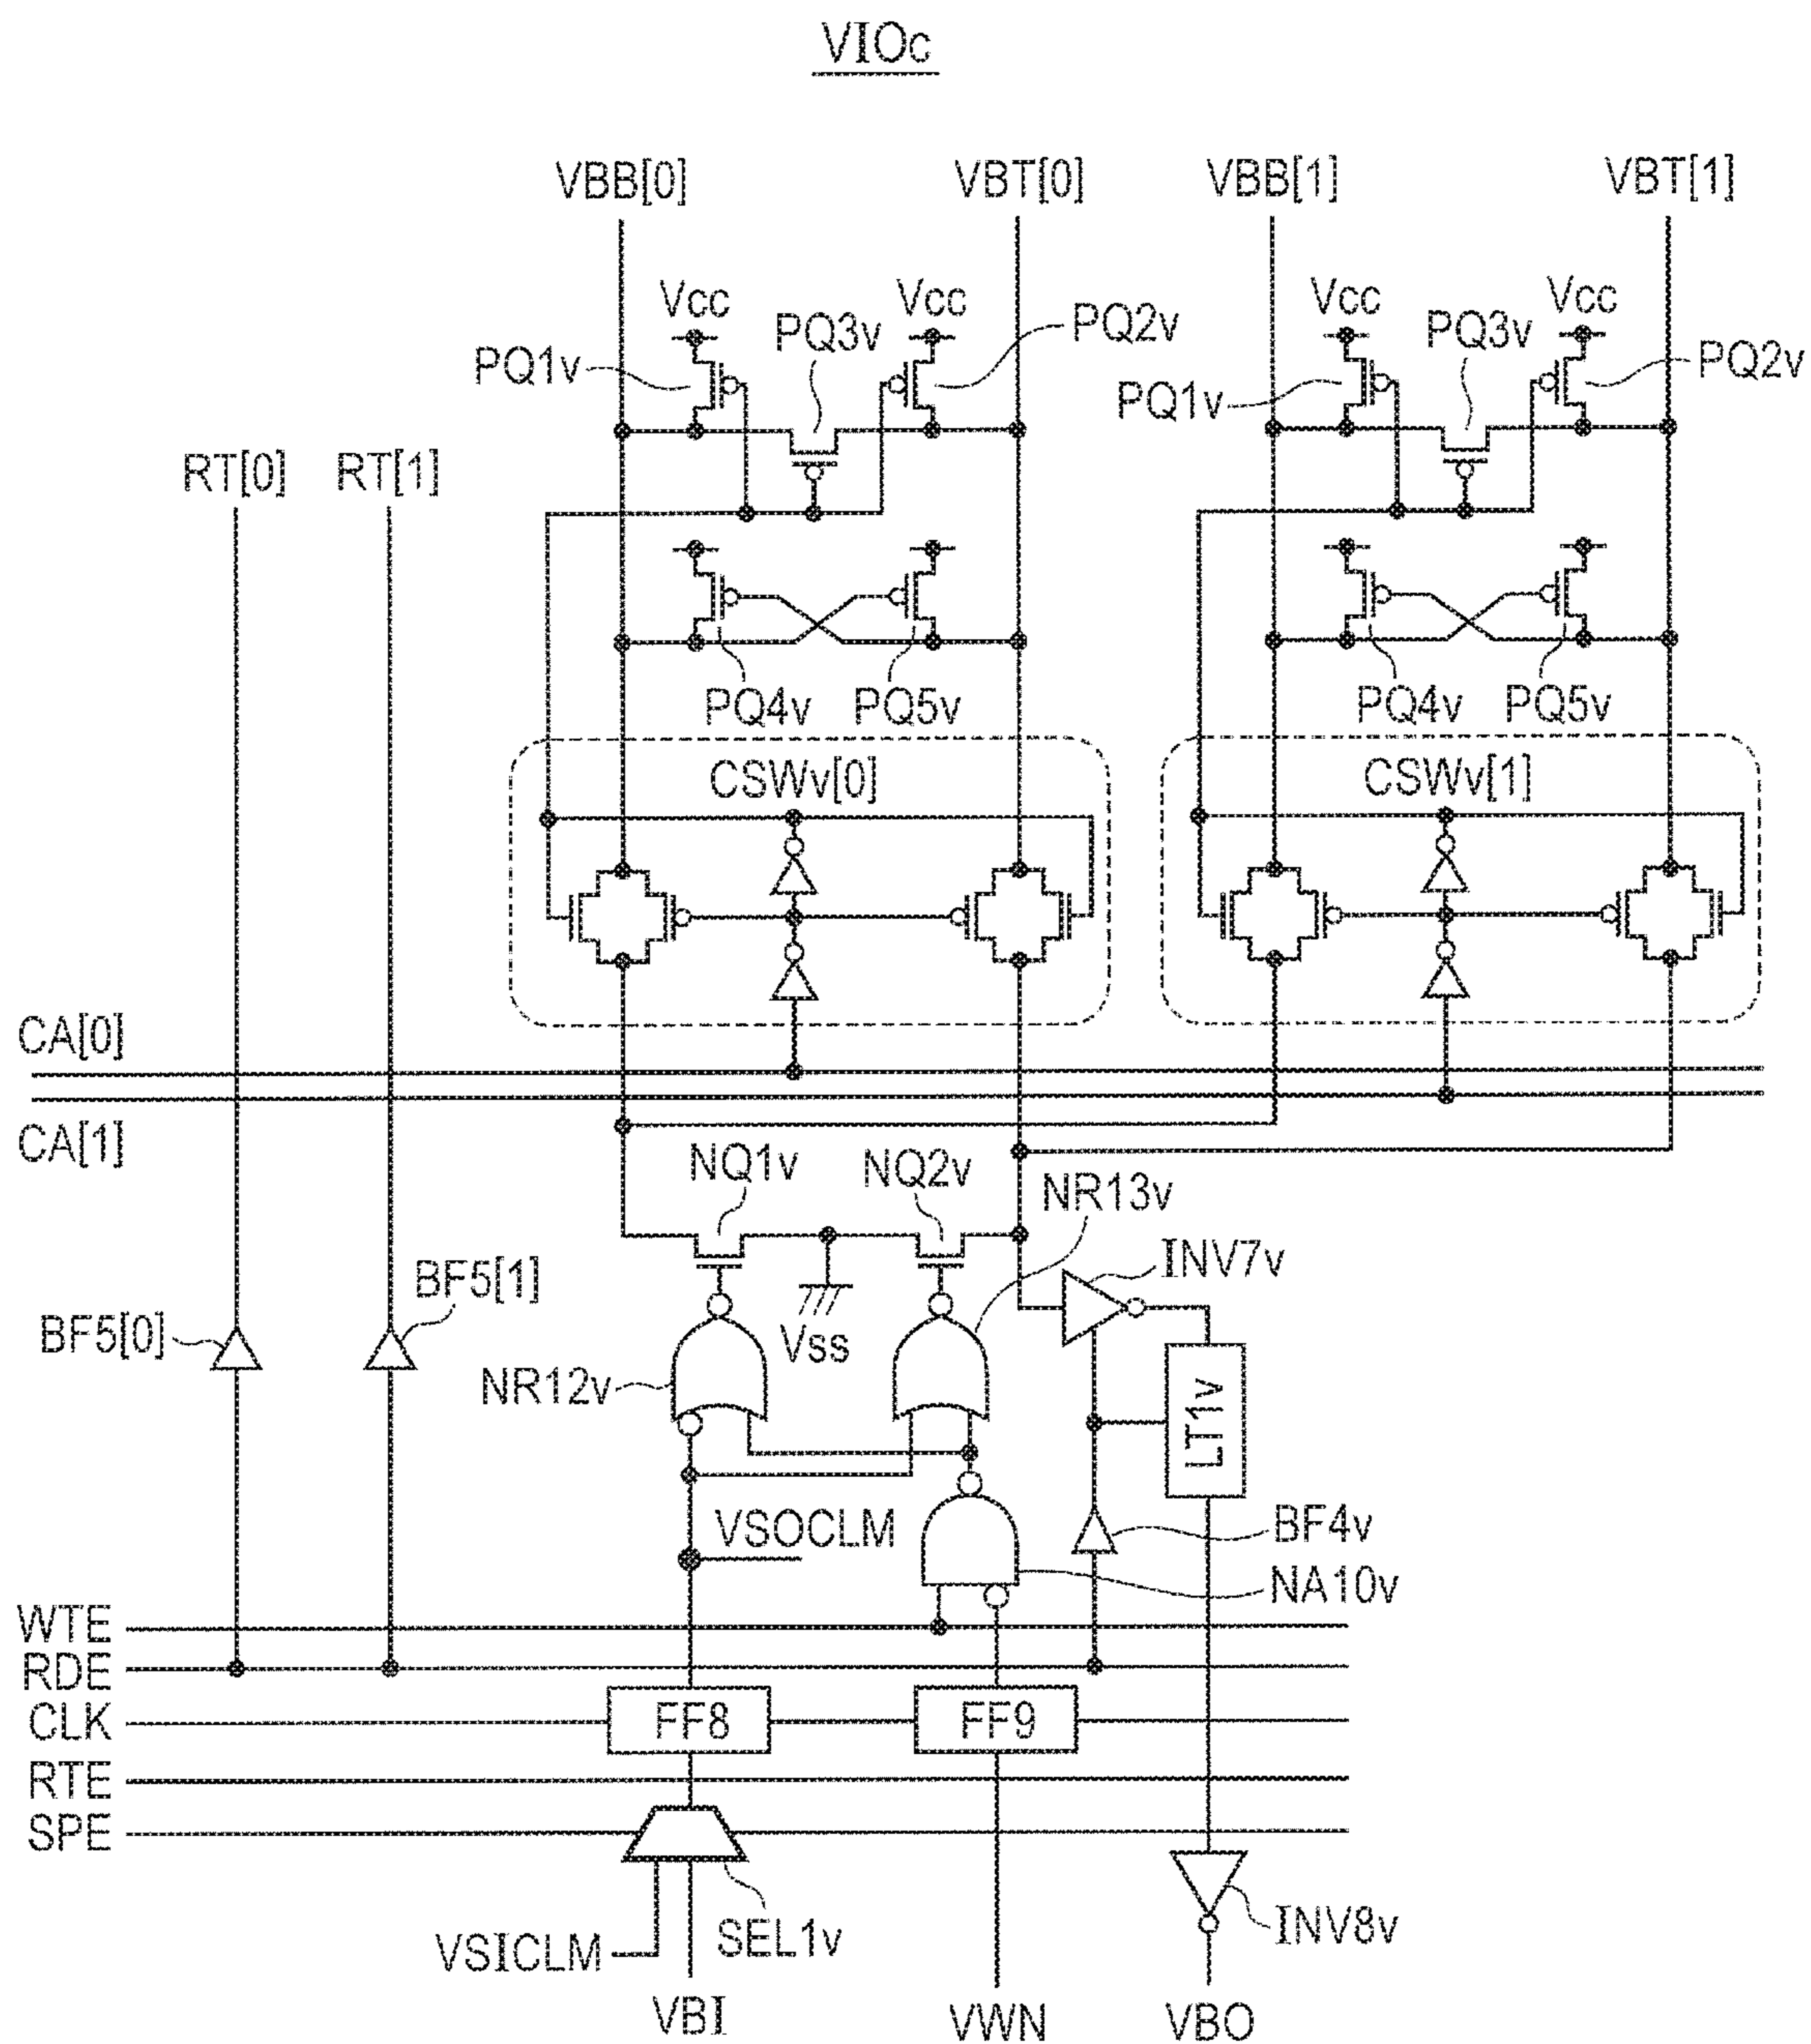 VIOc
VBB[0] VBT[0] VBB[1] VBT[1]
Vcc Vcc Vcc Vcc
PQ1v PQ3v PQ2v PQ1v PQ3v PQ2v
RT[0] RT[1]
PQ4v PQ5v PQ4v PQ5v
CSWv[0] CSWv[1]
CA[0]
CA[1]
NQ1v NQ2v NR13v
INV7v
BF5[0] BF5[1]
Vss
NR12v
LT1v
VSOCLM
BF4v
NA10v
WTE
RDE
CLK FF8 FF9
RTE
SPE
VSICLM SEL1v INV8v
VBI VWN VBO